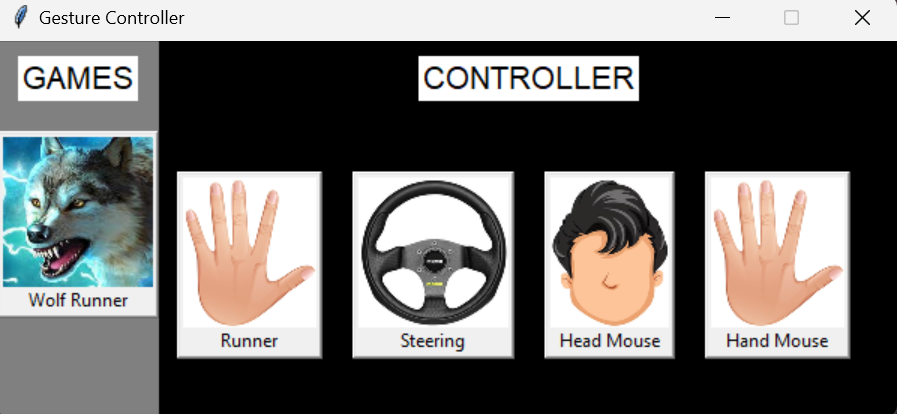 Gesture Controller
GAMES
CONTROLLER
Wolf Runner
Runner
Steering
Head Mouse
Hand Mouse